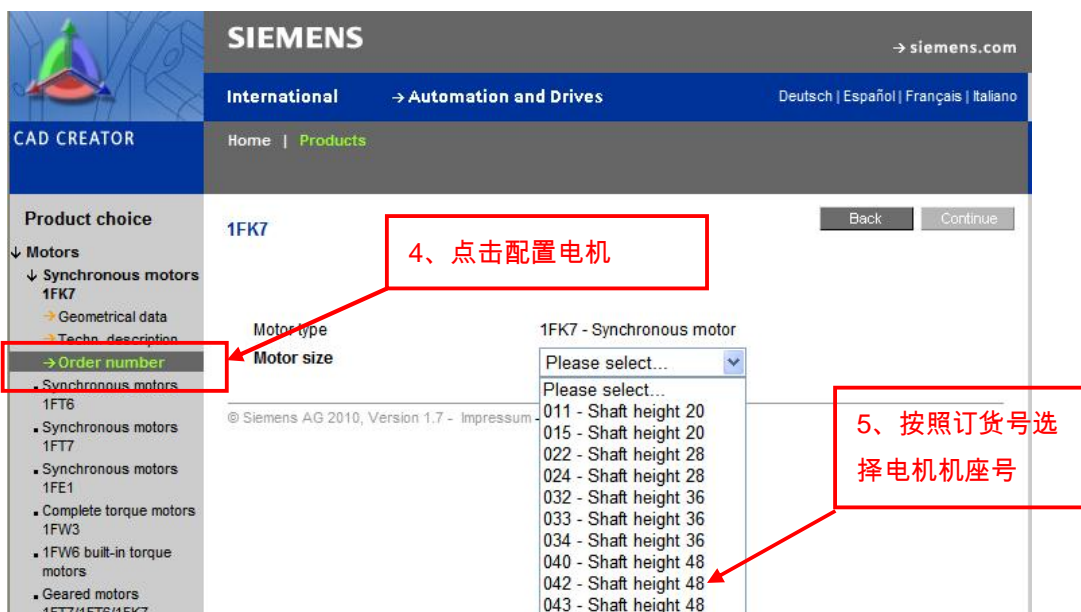 SIEMENS
→ siemens.com
International
→ Automation and Drives
Deutsch | Español | Français | Italiano
CAD CREATOR
Home | Products
Product choice
↓ Motors
↓ Synchronous motors
1FK7
→ Geometrical data
→ Techn. description
→ Order number
Synchronous motors
1FT6
Synchronous motors
1FT7
Synchronous motors
1FE1
Complete torque motors
1FW3
1FW6 built-in torque
motors
Geared motors
1FT7/1FT6/1FK7
1FK7
Back
Continue
4、点击配置电机
Motor type
1FK7 - Synchronous motor
Motor size
Please select...
Please select...
011 - Shaft height 20
015 - Shaft height 20
022 - Shaft height 28
024 - Shaft height 28
032 - Shaft height 36
033 - Shaft height 36
034 - Shaft height 36
040 - Shaft height 48
042 - Shaft height 48
043 - Shaft height 48
© Siemens AG 2010, Version 1.7 - Impressum -
5、按照订货号选
择电机机座号